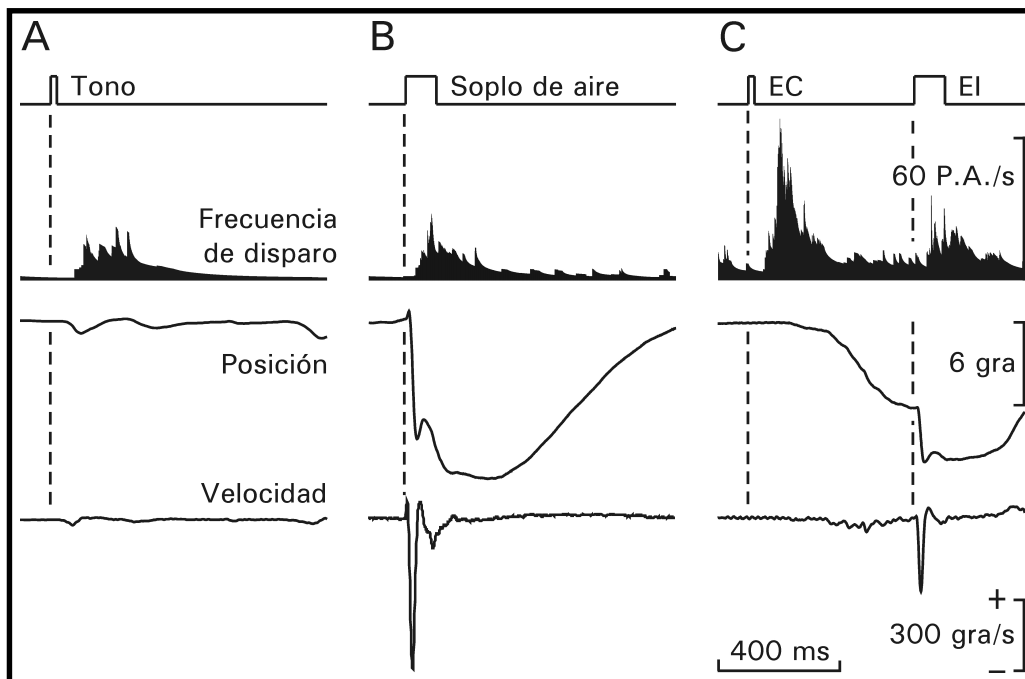 A
B
C
Tono
Soplo de aire
EC
EI
60 P.A./s
Frecuencia
de disparo
Posición
6 gra
Velocidad
+
300 gra/s
–
400 ms